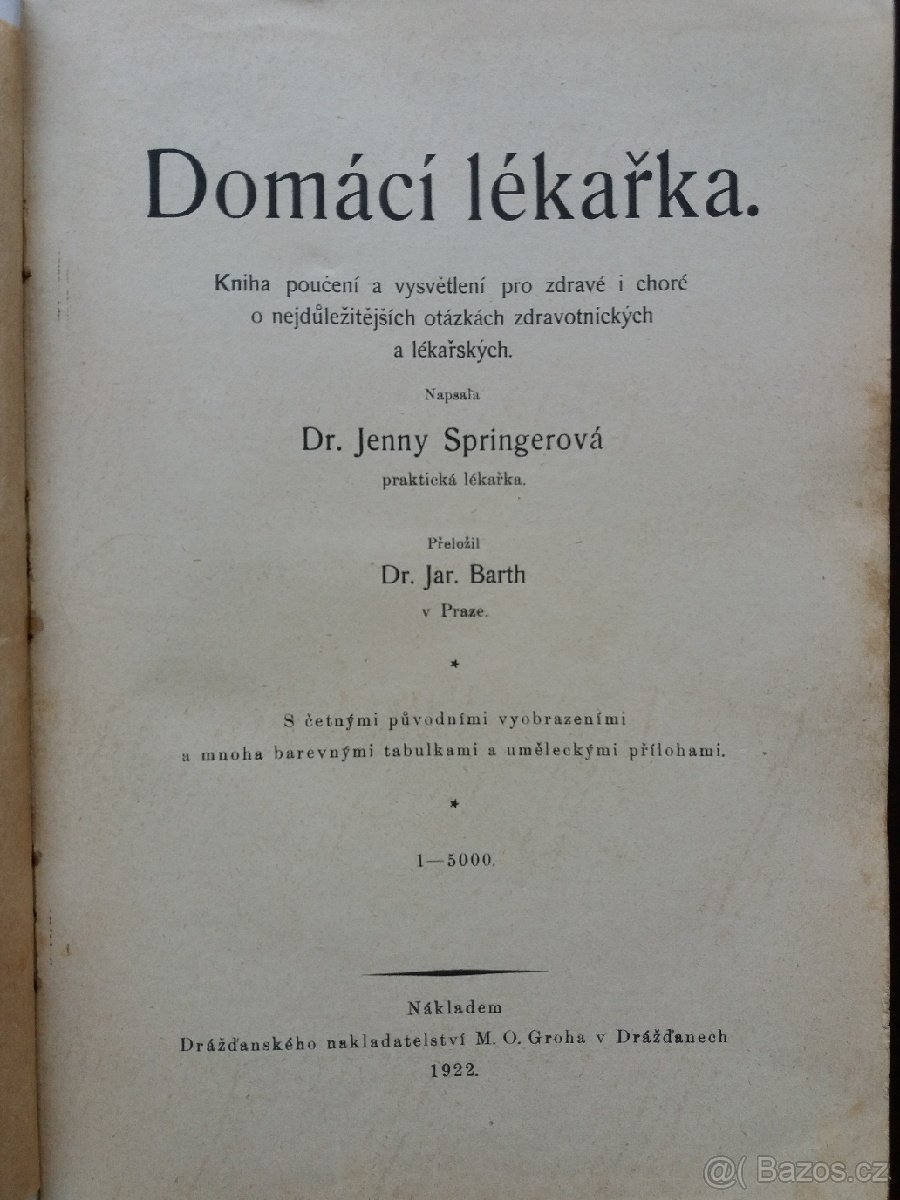 Domácí lékařka.
Kniha poučení a vysvětlení pro zdravé i choré
o nejdůležitějších otázkách zdravotnických
a lékařských.
Napsala
Dr. Jenny Springerová
praktická lékařka.
Přeložil
Dr. Jar. Barth
v Praze.
*
S četnými původními vyobrazeními
a mnoha barevnými tabulkami a uměleckými přílohami.
*
1—5000.
Nákladem
Drážďanského nakladatelství M. O. Groha v Drážďanech
1922.
@( Bazos.cz